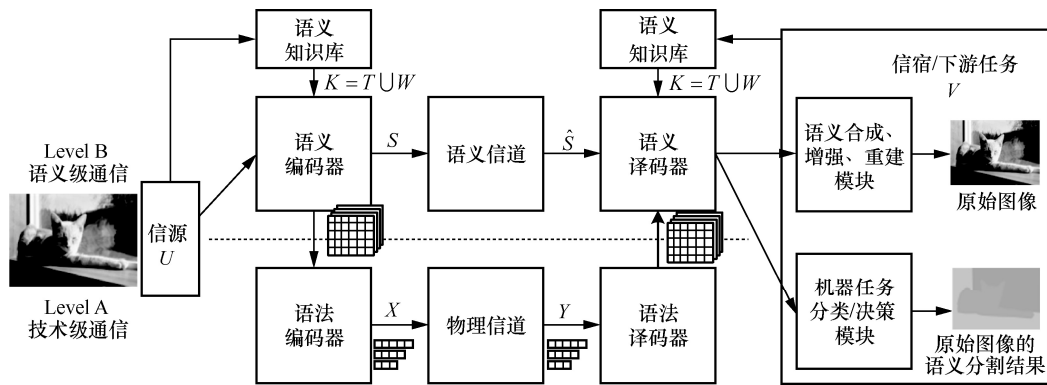 语义
知识库
K = T∪W
语义
知识库
K = T∪W
信宿/下游任务
V
Level B
语义级通信
信源
U
Level A
技术级通信
语义
编码器
S
语义信道
Ŝ
语义
译码器
语义合成、
增强、重建
模块
原始图像
语法
编码器
X
物理信道
Y
语法
译码器
机器任务
分类/决策
模块
原始图像的
语义分割结果